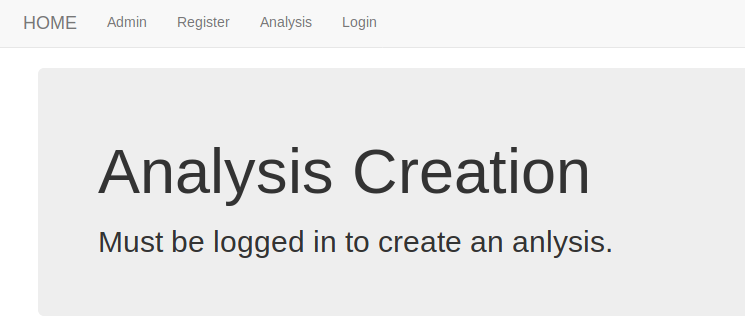 HOME Admin Register Analysis Login
Analysis Creation
Must be logged in to create an anlysis.